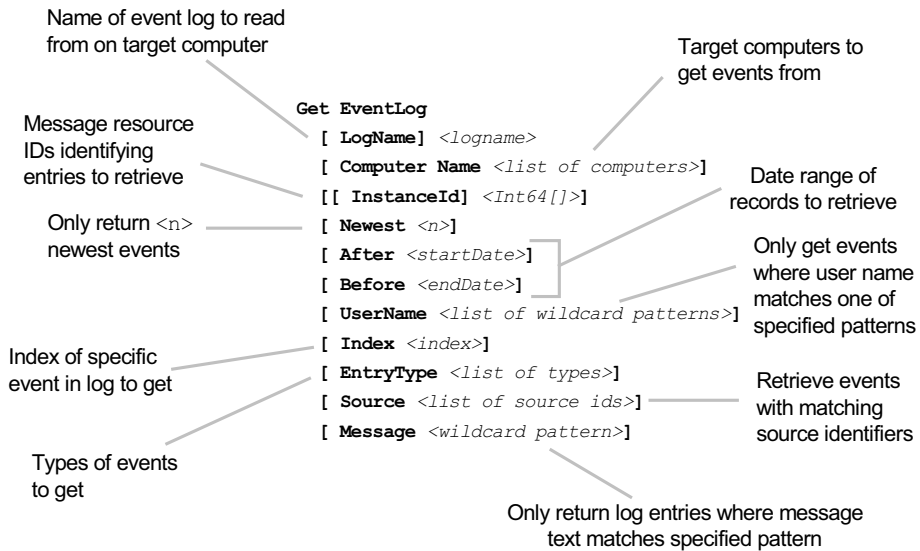 Name of event log to read
from on target computer
Target computers to
get events from
Get EventLog
[ LogName] <logname>
Message resource
IDs identifying
entries to retrieve
[ Computer Name <list of computers>]
[[ InstanceId] <Int64[]>]
Date range of
records to retrieve
Only return <n>
newest events
[ Newest <n>]
[ After <startDate>]
[ Before <endDate>]
Only get events
where user name
matches one of
specified patterns
[ UserName <list of wildcard patterns>]
Index of specific
event in log to get
[ Index <index>]
[ EntryType <list of types>]
[ Source <list of source ids>]
Retrieve events
with matching
source identifiers
[ Message <wildcard pattern>]
Types of events
to get
Only return log entries where message
text matches specified pattern